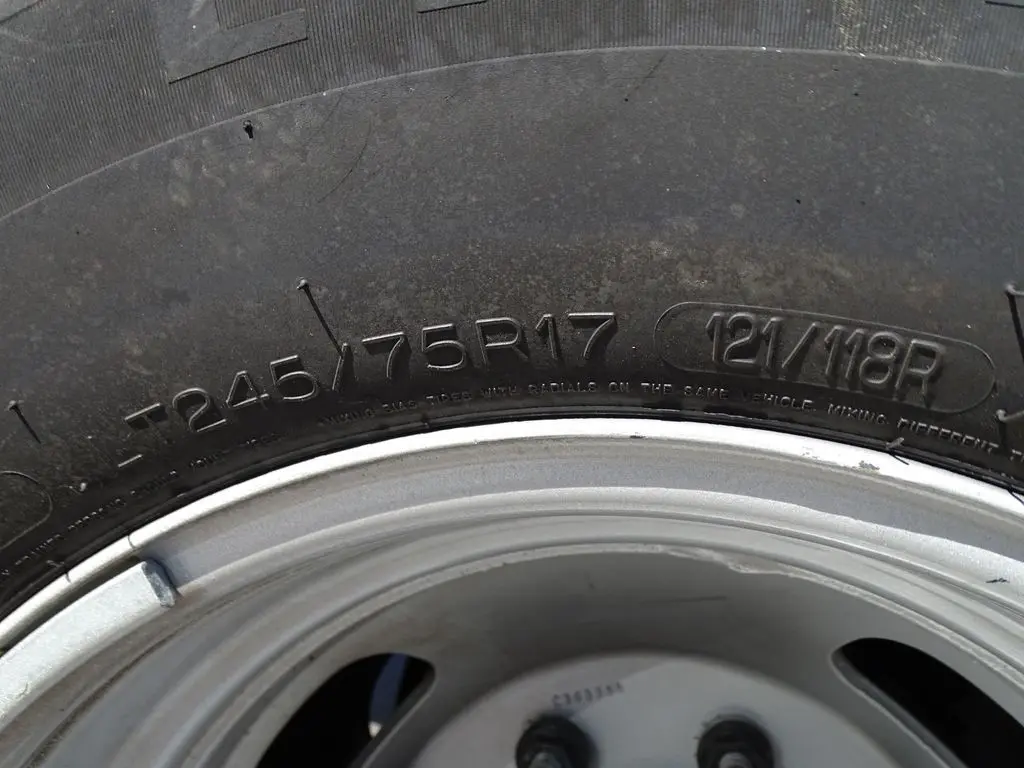 LT245/75R17 121/118R
MIXING BIAS TIRES WITH RADIALS ON THE SAME VEHICLE. MIXING DIFFERENT